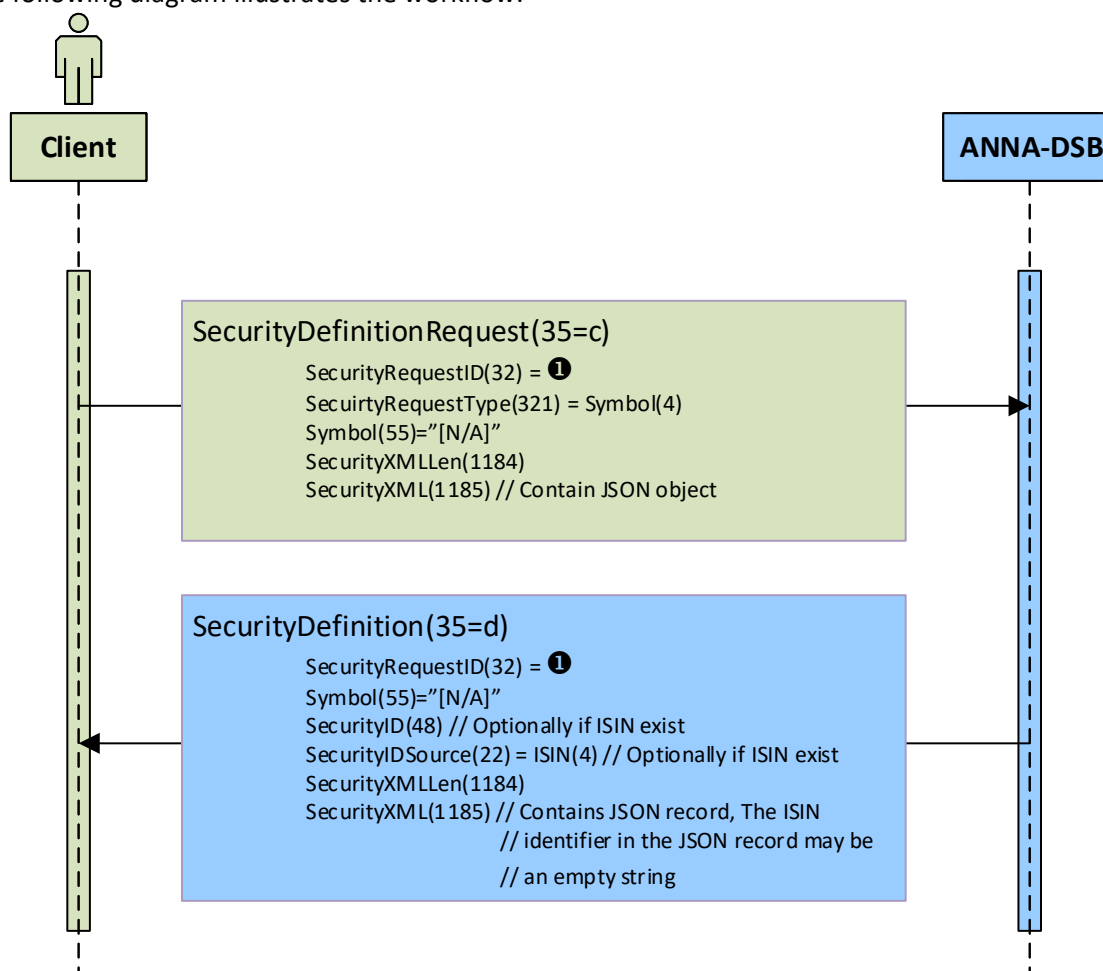 following diagram illustrates the workflow:
Client
ANNA-DSB
SecurityDefinitionRequest(35=c)
SecurityRequestID(32) = ❶
SecuirtyRequestType(321) = Symbol(4)
Symbol(55)="[N/A]"
SecurityXMLLen(1184)
SecurityXML(1185) // Contain JSON object
SecurityDefinition(35=d)
SecurityRequestID(32) = ❶
Symbol(55)="[N/A]"
SecurityID(48) // Optionally if ISIN exist
SecurityIDSource(22) = ISIN(4) // Optionally if ISIN exist
SecurityXMLLen(1184)
SecurityXML(1185) // Contains JSON record, The ISIN
// identifier in the JSON record may be
// an empty string